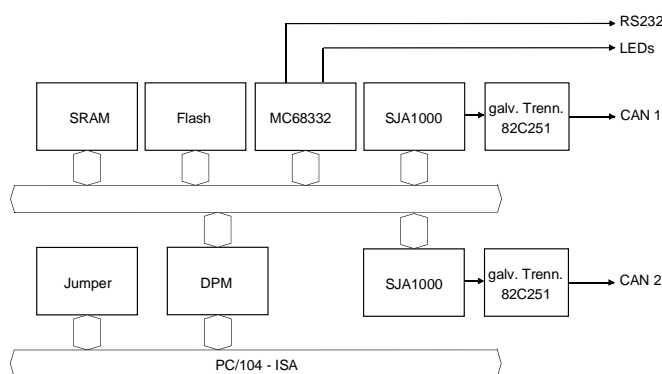 RS232
LEDs
SRAM
Flash
MC68332
SJA1000
galv. Trenn.
82C251
CAN 1
Jumper
DPM
SJA1000
galv. Trenn.
82C251
CAN 2
PC/104 - ISA